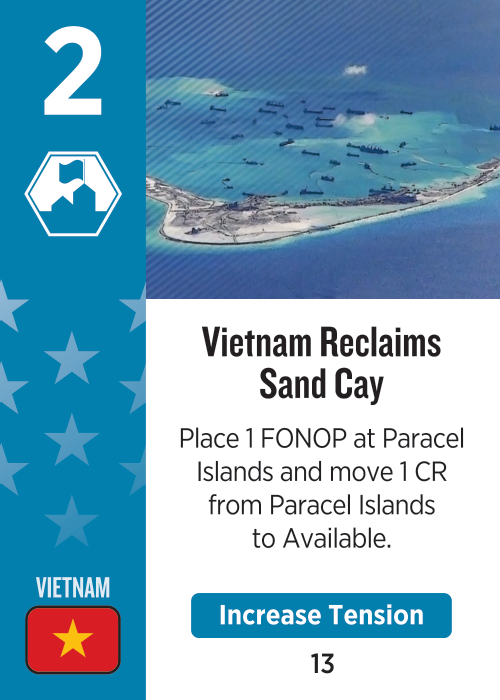 2
Vietnam Reclaims
Sand Cay
Place 1 FONOP at Paracel
Islands and move 1 CR
from Paracel Islands
to Available.
VIETNAM
Increase Tension
13